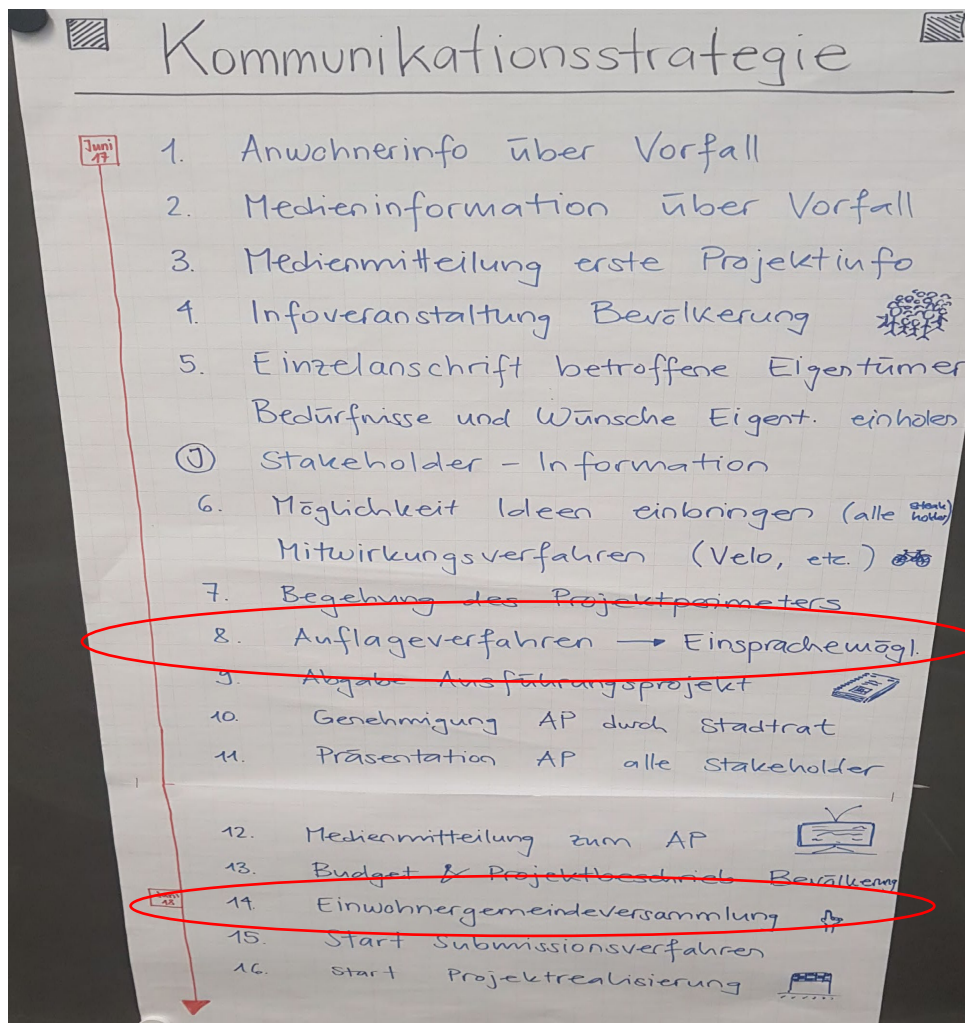 Kommunikationsstrategie
Juni 17
1. Anwohnerinfo über Vorfall
2. Medieninformation über Vorfall
3. Medienmitteilung erste Projektinfo
4. Infoveranstaltung Bevölkerung
5. Einzelanschrift betroffene Eigentümer
Bedürfnisse und Wünsche Eigent. einholen
Stakeholder - Information
6. Möglichkeit Ideen einbringen (alle Stakeholder)
Mitwirkungsverfahren (Velo, etc.)
7. Begehung des Projektperimeters
8. Auflageverfahren → Einsprachemögl.
9. Abgabe Ausführungsprojekt
10. Genehmigung AP durch Stadtrat
11. Präsentation AP alle Stakeholder
12. Medienmitteilung zum AP
13. Budget & Projektbeschrieb Bevölkerung
Juni 18
14. Einwohnergemeindeversammlung
15. Start Submissionsverfahren
16. Start Projektrealisierung